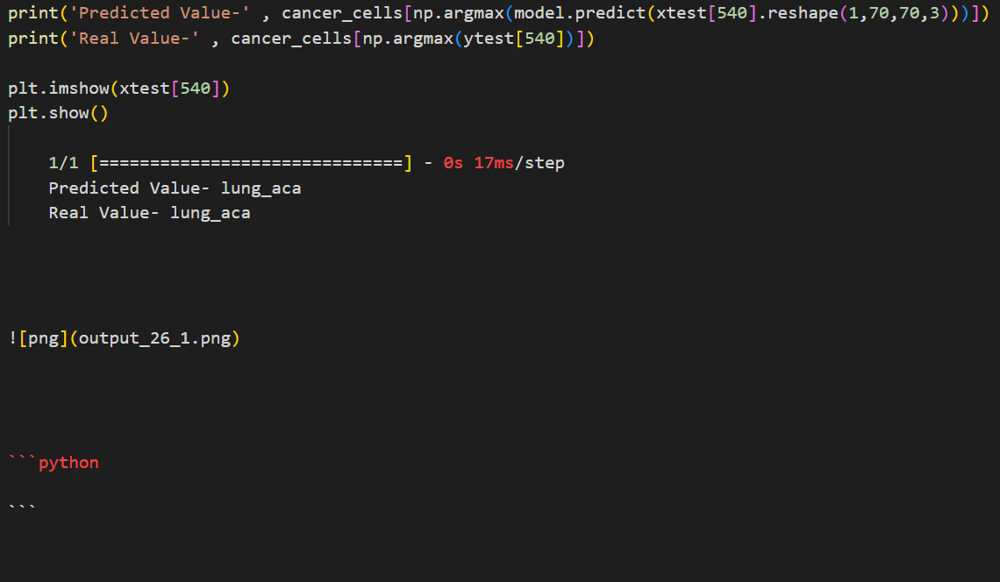 print('Predicted Value-' , cancer_cells[np.argmax(model.predict(xtest[540].reshape(1,70,70,3)))])
print('Real Value-' , cancer_cells[np.argmax(ytest[540])])
plt.imshow(xtest[540])
plt.show()
1/1 [==============================] - 0s 17ms/step
Predicted Value- lung_aca
Real Value- lung_aca
![png](output_26_1.png)
```python
```